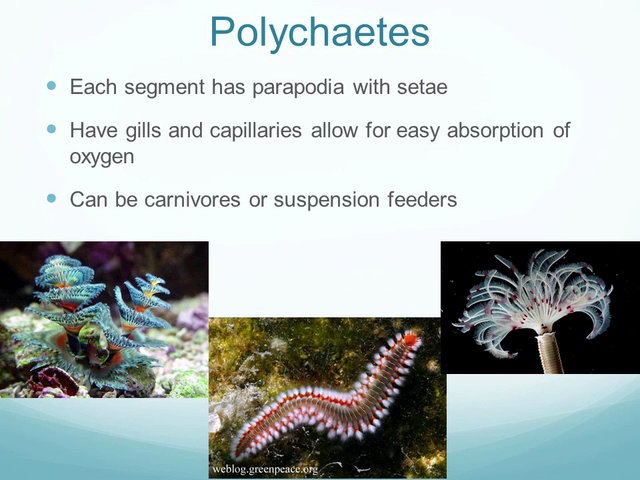 Polychaetes
Each segment has parapodia with setae
Have gills and capillaries allow for easy absorption of
oxygen
Can be carnivores or suspension feeders
weblog.greenpeace.org